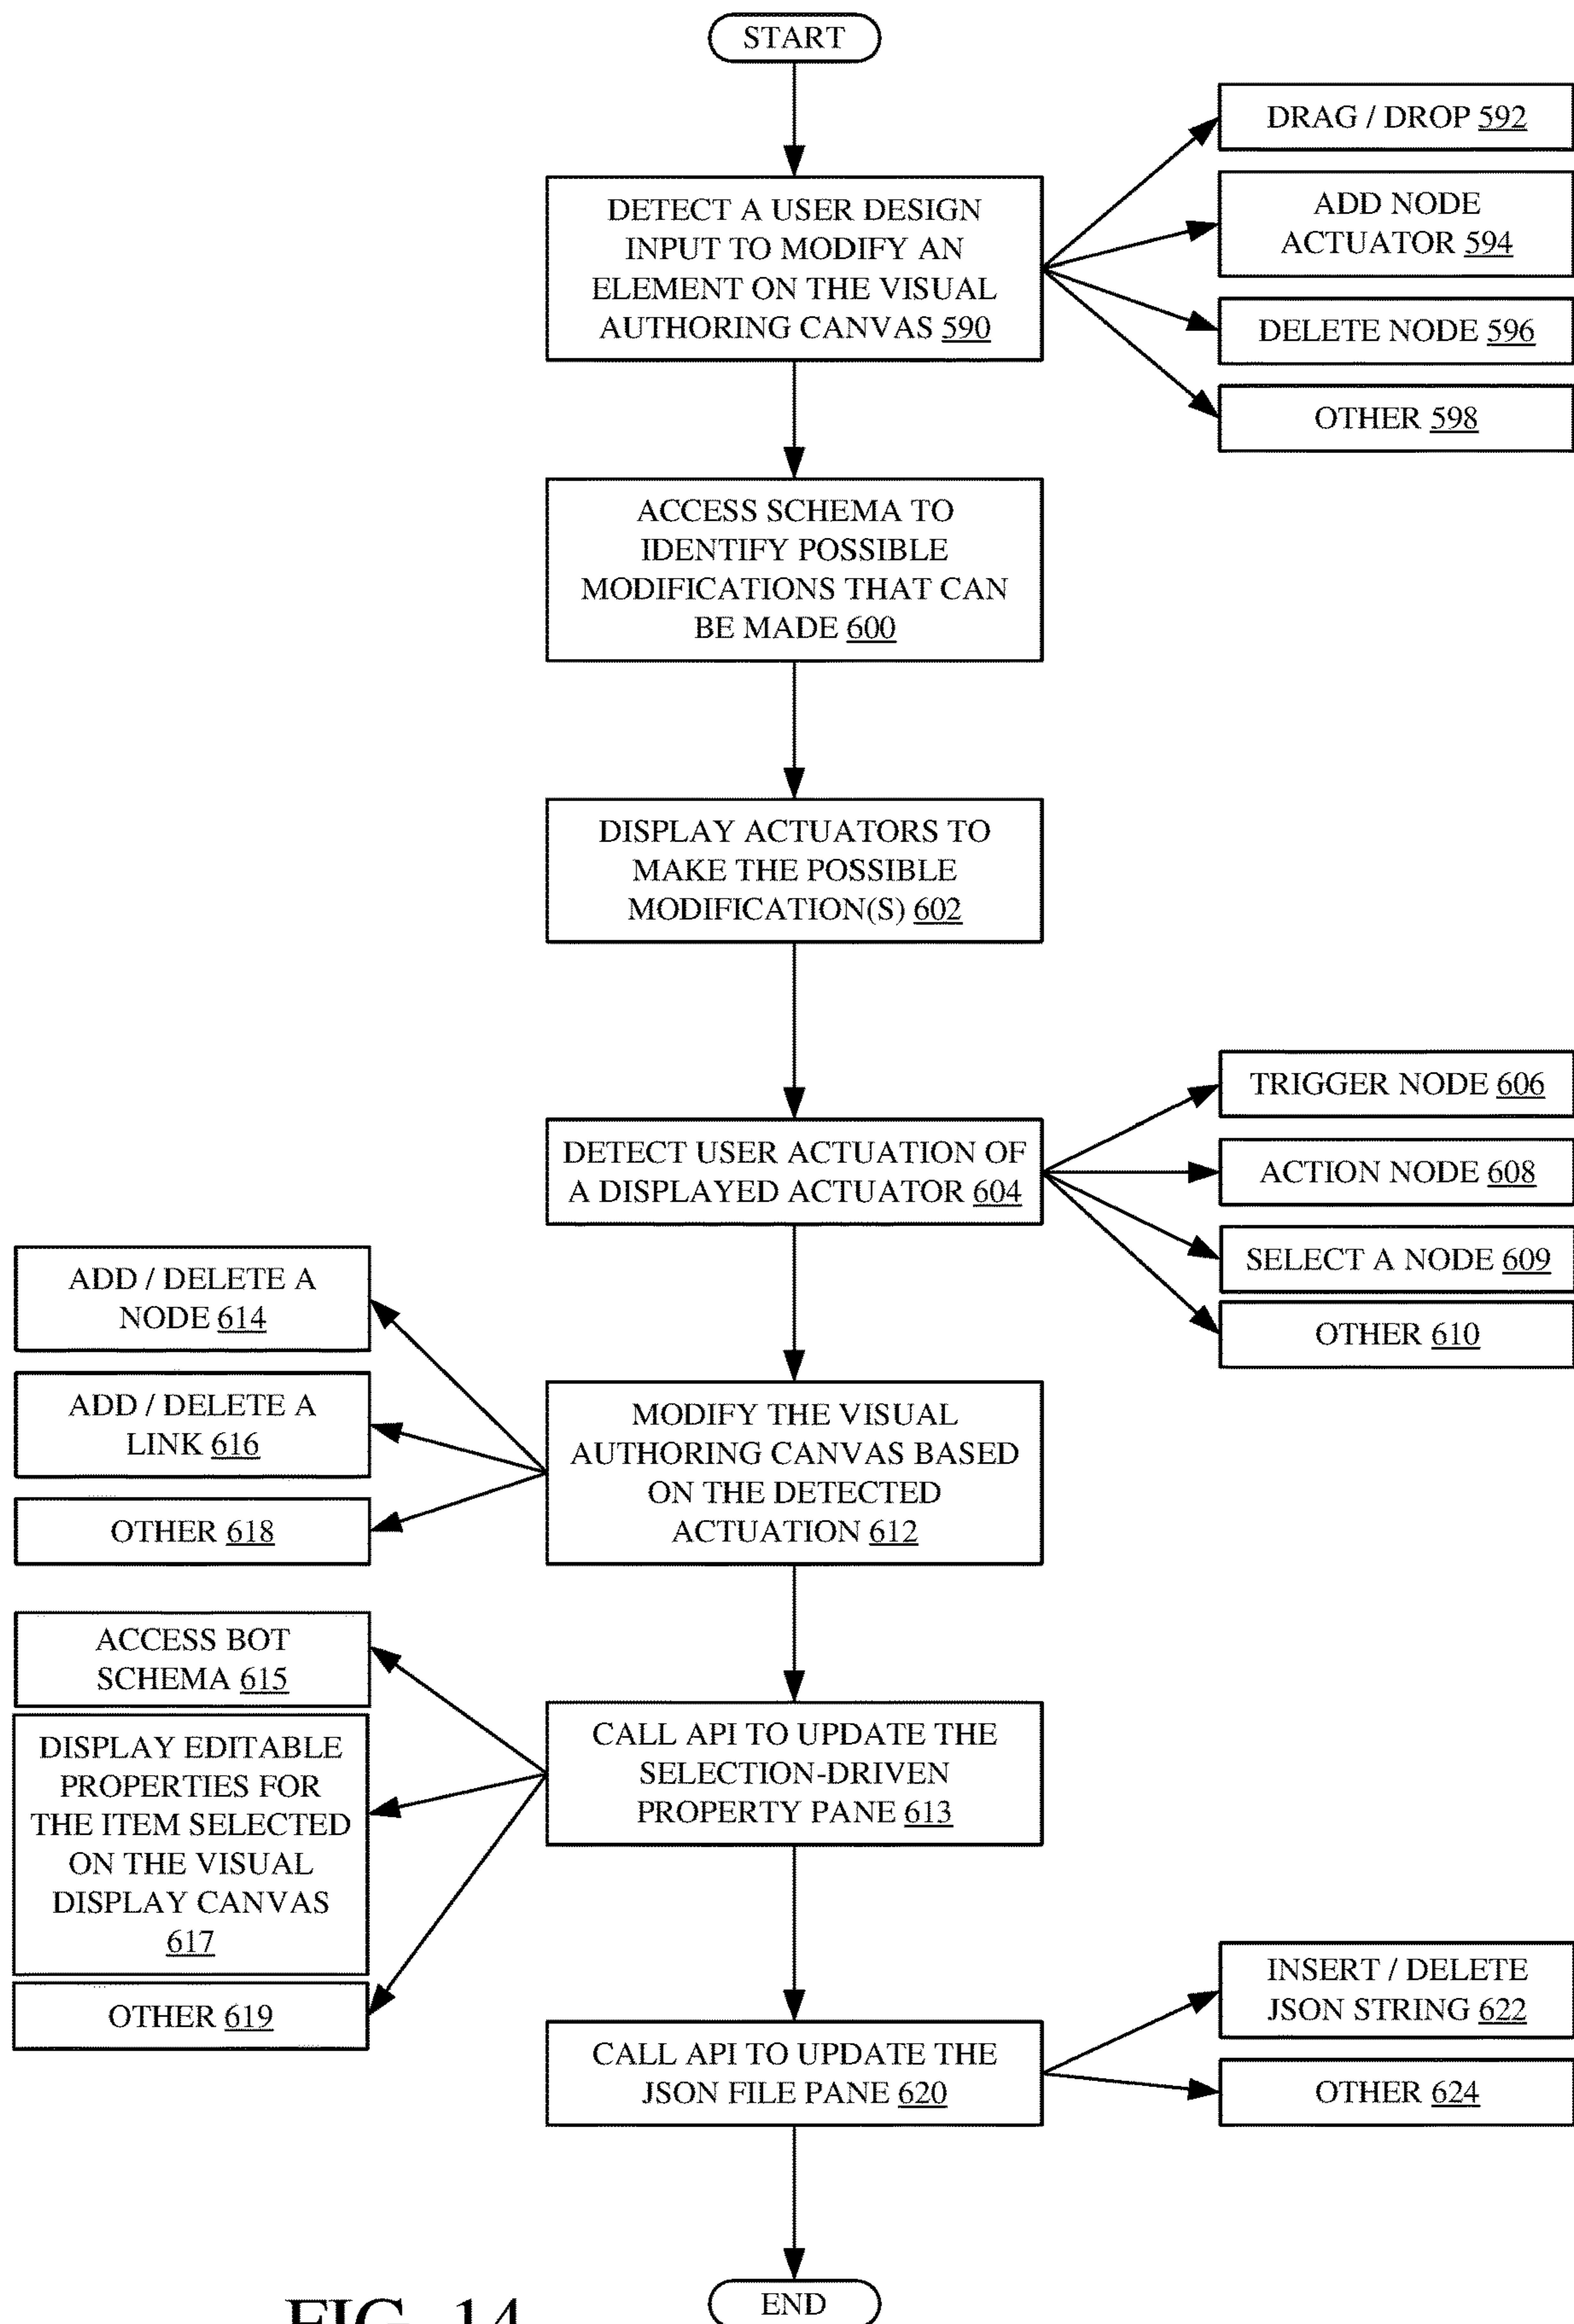 START
DRAG / DROP 592
ADD NODE
ACTUATOR 594
DELETE NODE 596
OTHER 598
DETECT A USER DESIGN
INPUT TO MODIFY AN
ELEMENT ON THE VISUAL
AUTHORING CANVAS 590
ACCESS SCHEMA TO
IDENTIFY POSSIBLE
MODIFICATIONS THAT CAN
BE MADE 600
DISPLAY ACTUATORS TO
MAKE THE POSSIBLE
MODIFICATION(S) 602
DETECT USER ACTUATION OF
A DISPLAYED ACTUATOR 604
TRIGGER NODE 606
ACTION NODE 608
SELECT A NODE 609
OTHER 610
ADD / DELETE A
NODE 614
ADD / DELETE A
LINK 616
OTHER 618
MODIFY THE VISUAL
AUTHORING CANVAS BASED
ON THE DETECTED
ACTUATION 612
ACCESS BOT
SCHEMA 615
DISPLAY EDITABLE
PROPERTIES FOR
THE ITEM SELECTED
ON THE VISUAL
DISPLAY CANVAS
617
OTHER 619
CALL API TO UPDATE THE
SELECTION-DRIVEN
PROPERTY PANE 613
CALL API TO UPDATE THE
JSON FILE PANE 620
INSERT / DELETE
JSON STRING 622
OTHER 624
END
FIG. 14